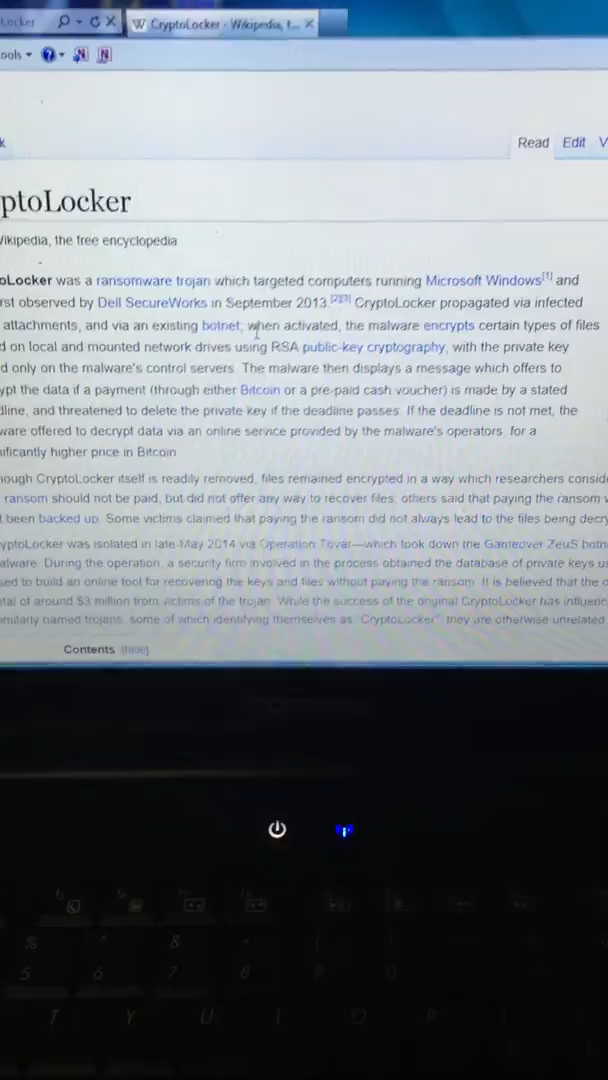 Locker
CryptoLocker - Wikipedia, t...
ools
Read Edit V
ptoLocker
Wikipedia, the free encyclopedia
oLocker was a ransomware trojan which targeted computers running Microsoft Windows[1] and
rst observed by Dell SecureWorks in September 2013.[2][3] CryptoLocker propagated via infected
attachments, and via an existing botnet; when activated, the malware encrypts certain types of files
d on local and mounted network drives using RSA public-key cryptography, with the private key
d only on the malware's control servers. The malware then displays a message which offers to
ypt the data if a payment (through either Bitcoin or a pre-paid cash voucher) is made by a stated
dline, and threatened to delete the private key if the deadline passes. If the deadline is not met, the
ware offered to decrypt data via an online service provided by the malware's operators, for a
nificantly higher price in Bitcoin.
hough CryptoLocker itself is readily removed, files remained encrypted in a way which researchers conside
ransom should not be paid, but did not offer any way to recover files; others said that paying the ransom w
t been backed up. Some victims claimed that paying the ransom did not always lead to the files being decry
yptoLocker was isolated in late-May 2014 via Operation Tovar—which took down the Gameover ZeuS botn
alware. During the operation, a security firm involved in the process obtained the database of private keys us
ed to build an online tool for recovering the keys and files without paying the ransom. It is believed that the o
tal of around $3 million from victims of the trojan. While the success of the original CryptoLocker has influenc
imilarly named trojans, some of which identifying themselves as "CryptoLocker", they are otherwise unrelated
Contents [hide]
% ^ & *
5 6 7 8 9 0
T Y U I O P